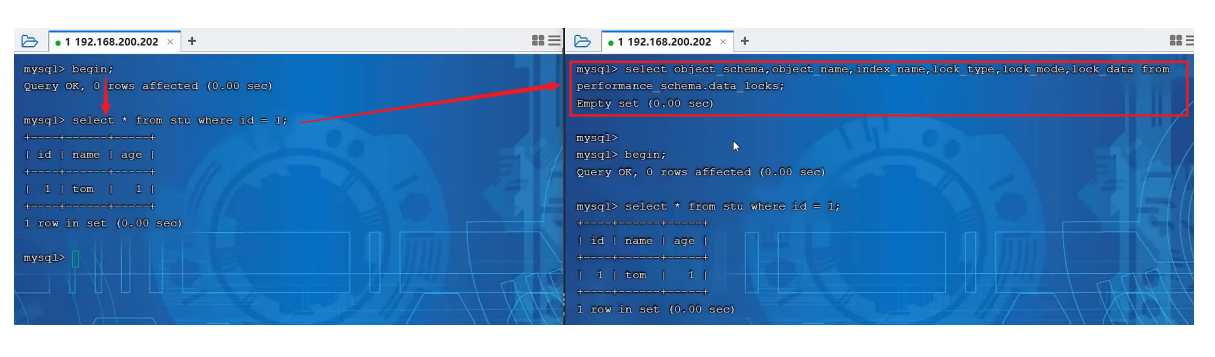 1 192.168.200.202 × +
mysql> begin;
Query OK, 0 rows affected (0.00 sec)
mysql> select * from stu where id = 1;
+----+------+-----+
| id | name | age |
+----+------+-----+
|  1 | tom  |   1 |
+----+------+-----+
1 row in set (0.00 sec)
mysql>
1 192.168.200.202 × +
mysql> select object_schema,object_name,index_name,lock_type,lock_mode,lock_data from
performance_schema.data_locks;
Empty set (0.00 sec)
mysql>
mysql> begin;
Query OK, 0 rows affected (0.00 sec)
mysql> select * from stu where id = 1;
+----+------+-----+
| id | name | age |
+----+------+-----+
|  1 | tom  |   1 |
+----+------+-----+
1 row in set (0.00 sec)